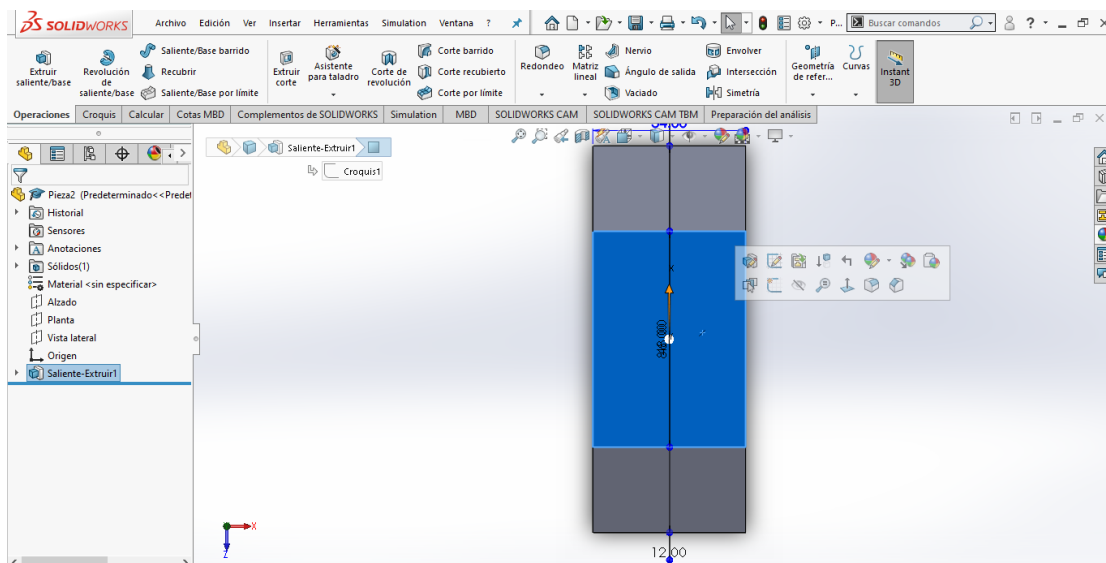 SOLIDWORKS
Archivo Edición Ver Insertar Herramientas Simulation Ventana ?
P...
Buscar comandos
?
Extruir saliente/base
Revolución de saliente/base
Saliente/Base barrido
Recubrir
Saliente/Base por límite
Extruir corte
Asistente para taladro
Corte de revolución
Corte barrido
Corte recubierto
Corte por límite
Redondeo
Matriz lineal
Nervio
Ángulo de salida
Vaciado
Envolver
Intersección
Simetría
Geometría de refer...
Curvas
Instant 3D
Operaciones Croquis Calcular Cotas MBD Complementos de SOLIDWORKS Simulation MBD SOLIDWORKS CAM SOLIDWORKS CAM TBM Preparación del análisis
Saliente-Extruir1
Croquis1
Pieza2 (Predeterminado<<Predet
Historial
Sensores
Anotaciones
Sólidos(1)
Material <sin especificar>
Alzado
Planta
Vista lateral
Origen
Saliente-Extruir1
12.00
X
Z